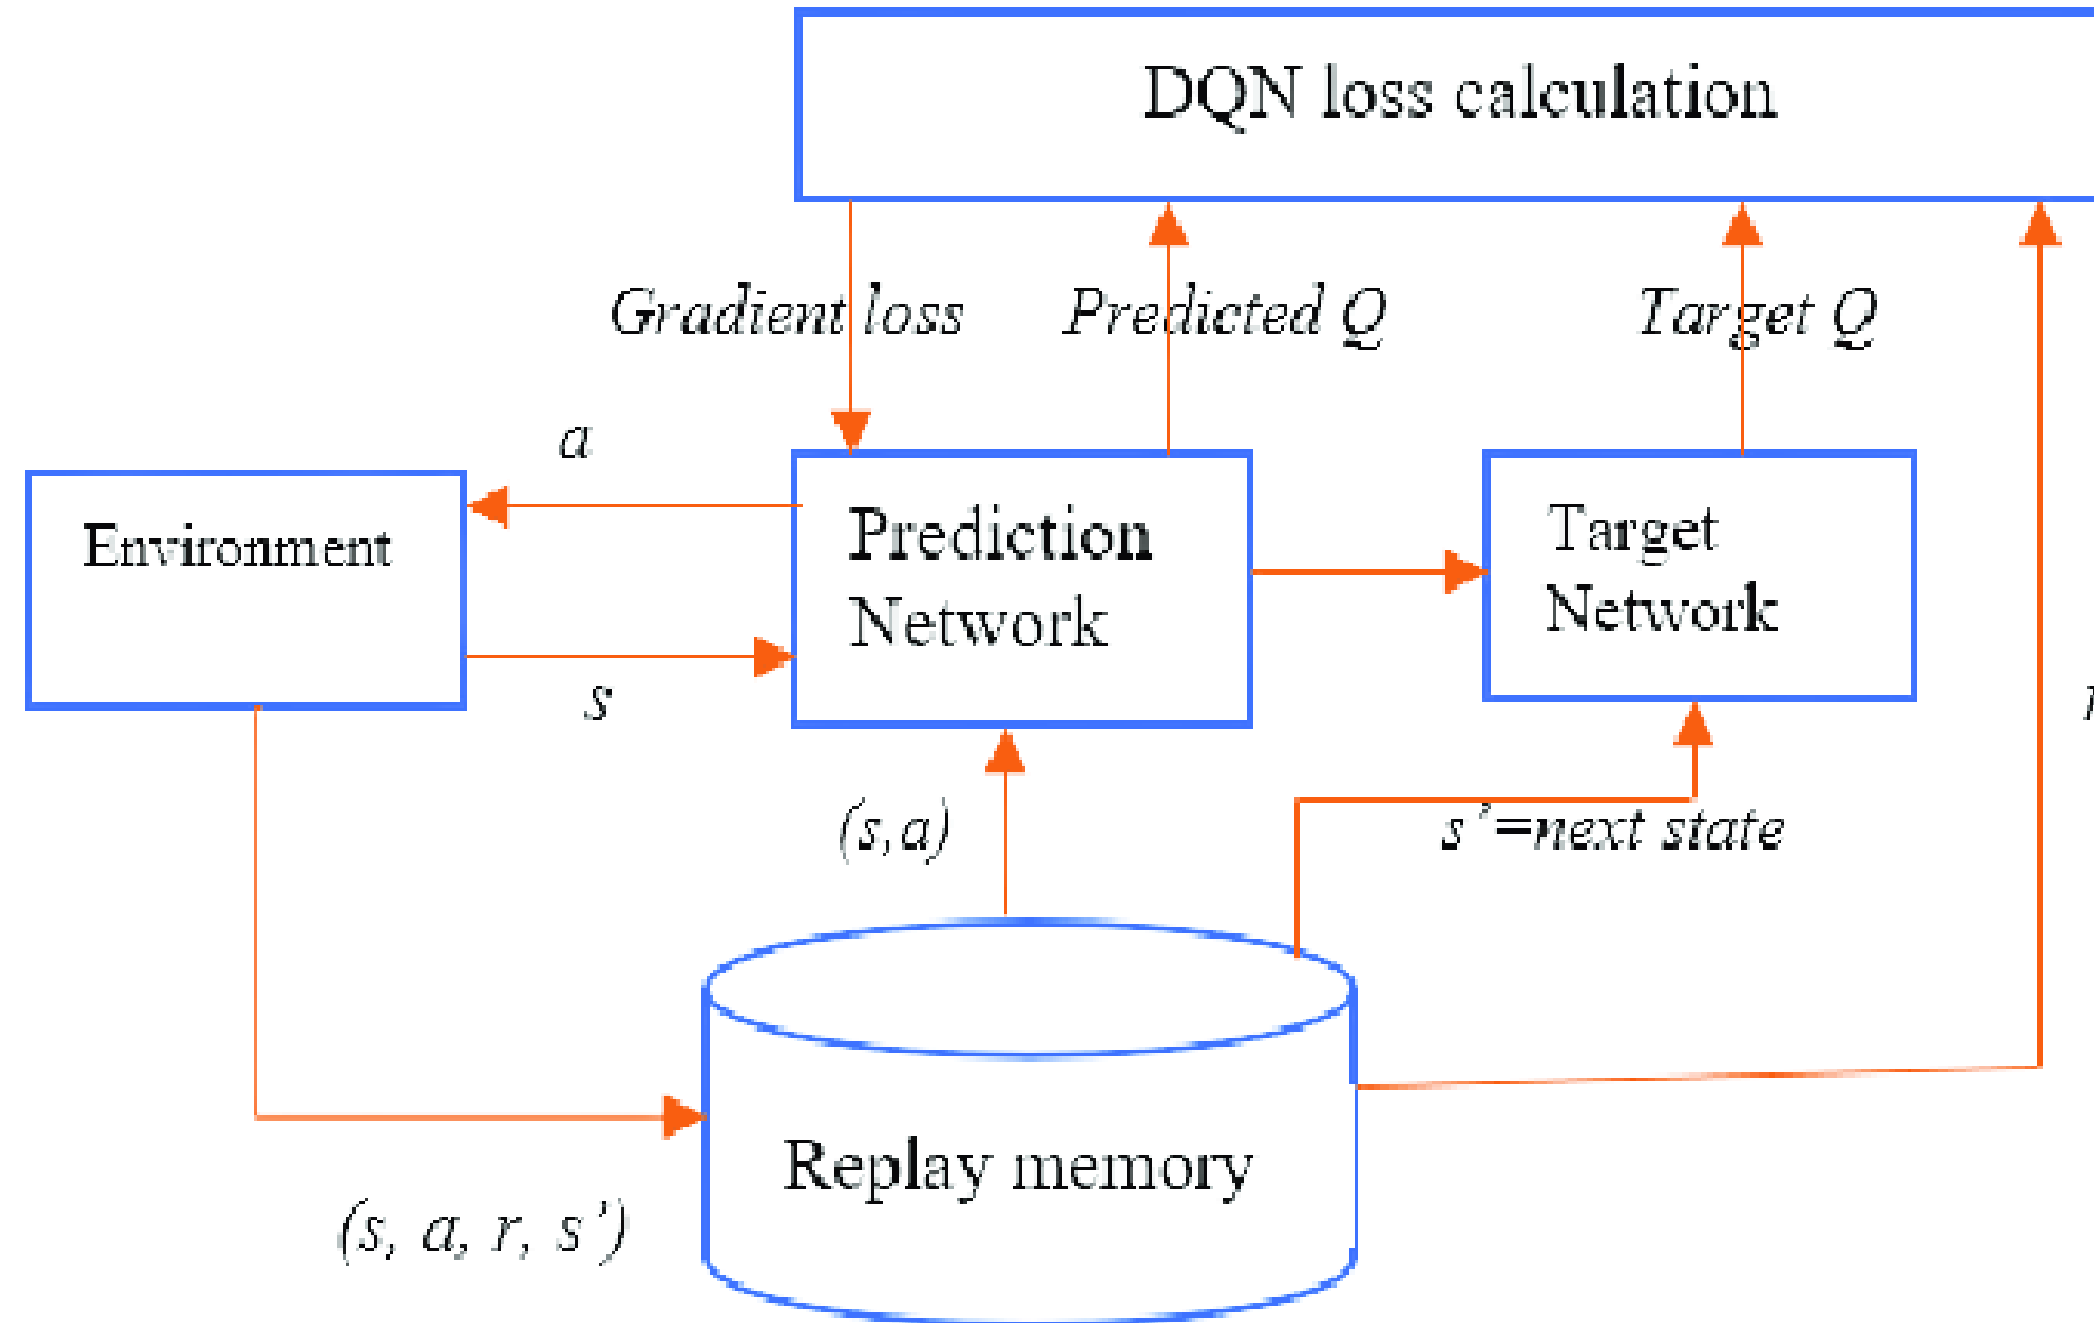 DQN loss calculation
Gradient loss
Predicted Q
Target Q
a
Environment
Prediction
Network
Target
Network
s
(s,a)
s'=next state
Replay memory
(s, a, r, s')